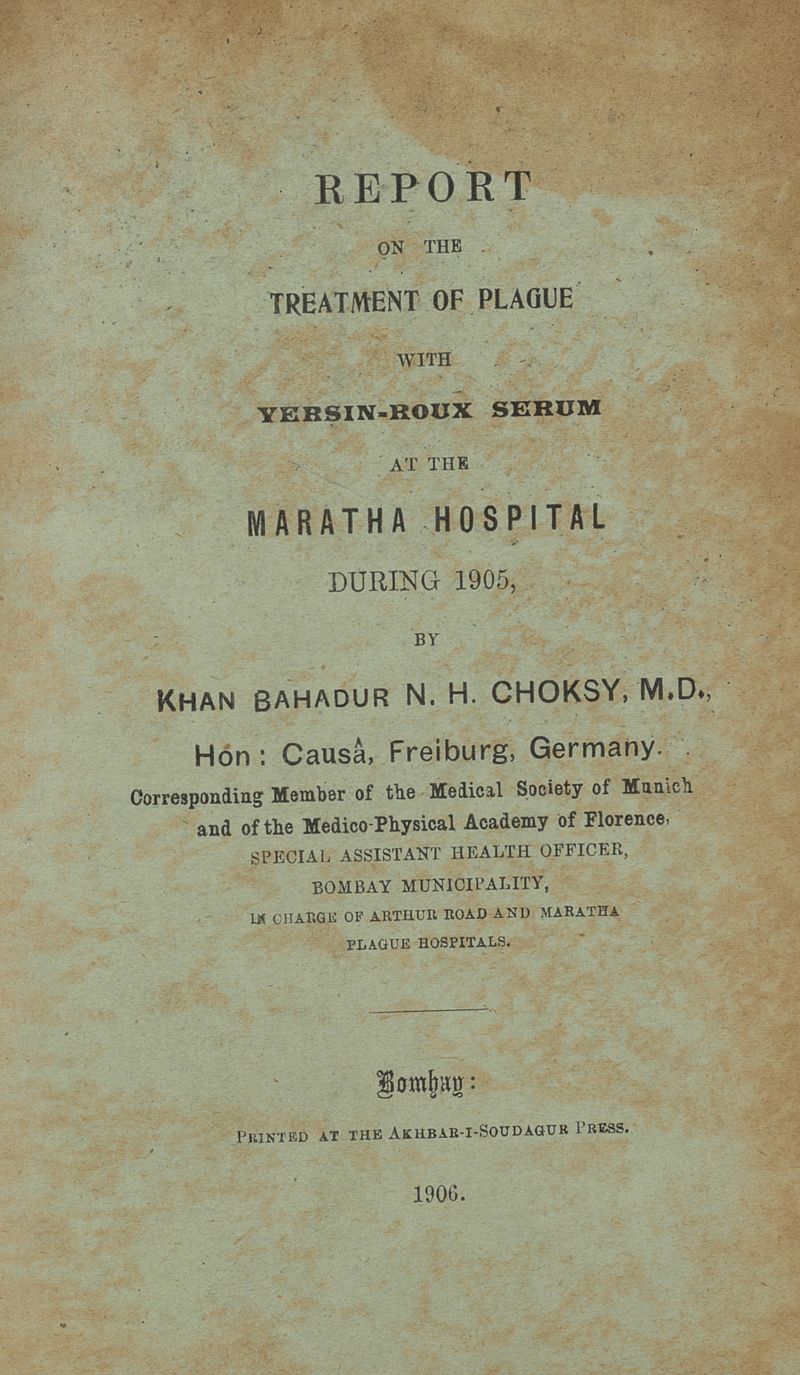 REPORT
ON THE
TREATMENT OF PLAGUE
WITH
YERSIN-ROUX SERUM
AT THE
MARATHA HOSPITAL
DURING 1905,
BY
KHAN BAHADUR N. H. CHOKSY, M.D.,
Hon : Causâ, Freiburg, Germany.
Corresponding Member of the Medical Society of Munich
and of the Medico-Physical Academy of Florence,
SPECIAL ASSISTANT HEALTH OFFICER,
BOMBAY MUNICIPALITY,
IN CHARGE OF ARTHUR ROAD AND MARATHA
PLAGUE HOSPITALS.
Bombay:
PRINTED AT THE AKHBAR-I-SOUDAGUR PRESS.
1906.